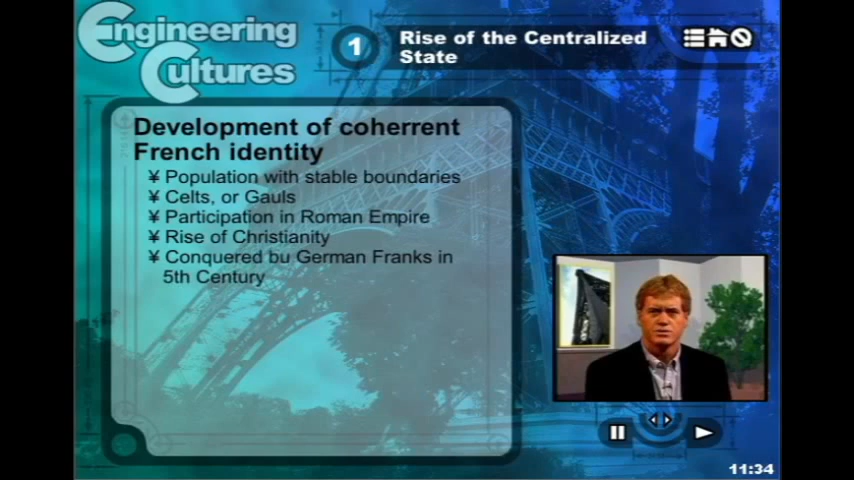 Engineering
Cultures
1
Rise of the Centralized
State
Development of coherrent
French identity
¥ Population with stable boundaries
¥ Celts, or Gauls
¥ Participation in Roman Empire
¥ Rise of Christianity
¥ Conquered bu German Franks in
5th Century
11:34